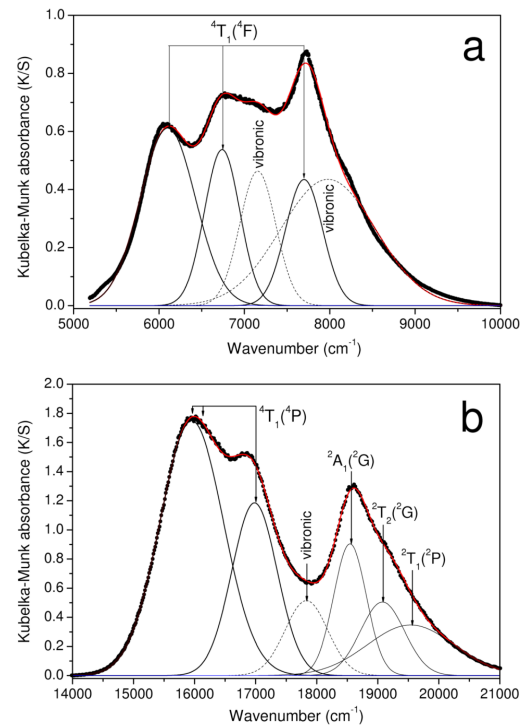 a
⁴T₁(⁴F)
vibronic
vibronic
Kubelka-Munk absorbance (K/S)
1.0
0.8
0.6
0.4
0.2
0.0
5000 6000 7000 8000 9000 10000
Wavenumber (cm⁻¹)
b
⁴T₁(⁴P)
²A₁(²G)
²T₂(²G)
²T₁(²P)
vibronic
Kubelka-Munk absorbance (K/S)
2.0
1.8
1.6
1.4
1.2
1.0
0.8
0.6
0.4
0.2
0.0
14000 15000 16000 17000 18000 19000 20000 21000
Wavenumber (cm⁻¹)